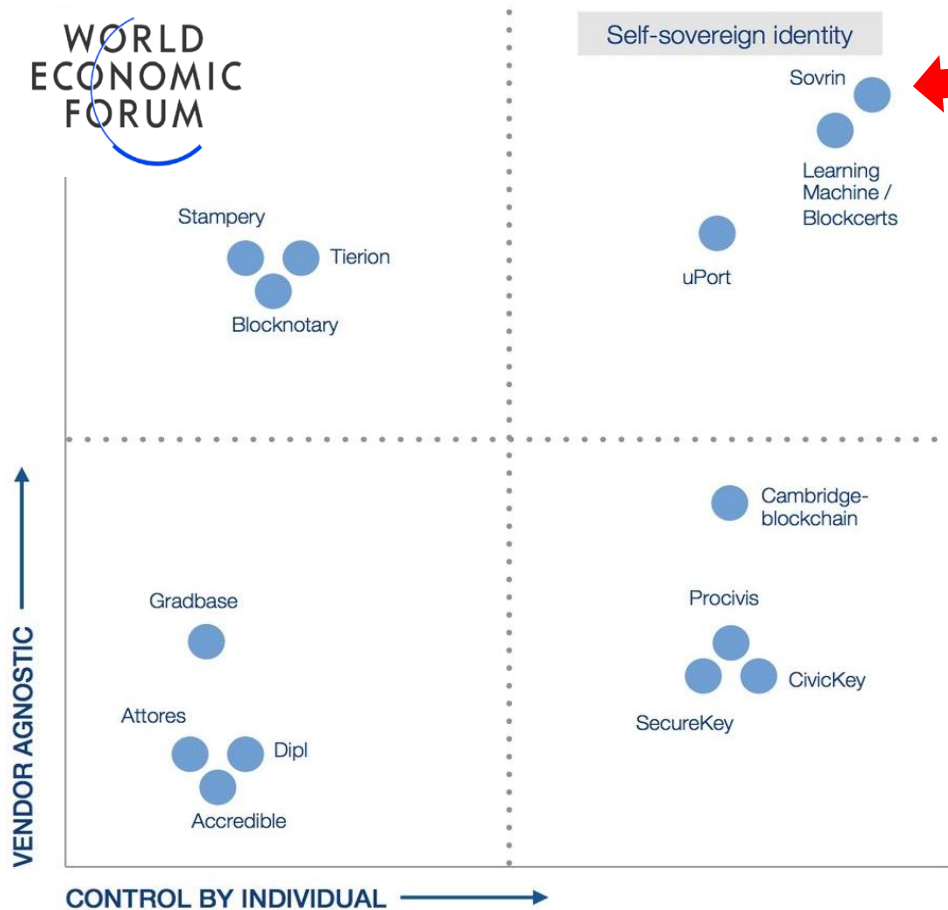 WORLD
ECONOMIC
FORUM
Self-sovereign identity
Sovrin
Learning
Machine /
Blockcerts
Stampery
Tierion
uPort
Blocknotary
Cambridge-
blockchain
Gradbase
Procivis
CivicKey
Attores
SecureKey
Dipl
Accredible
VENDOR AGNOSTIC
CONTROL BY INDIVIDUAL